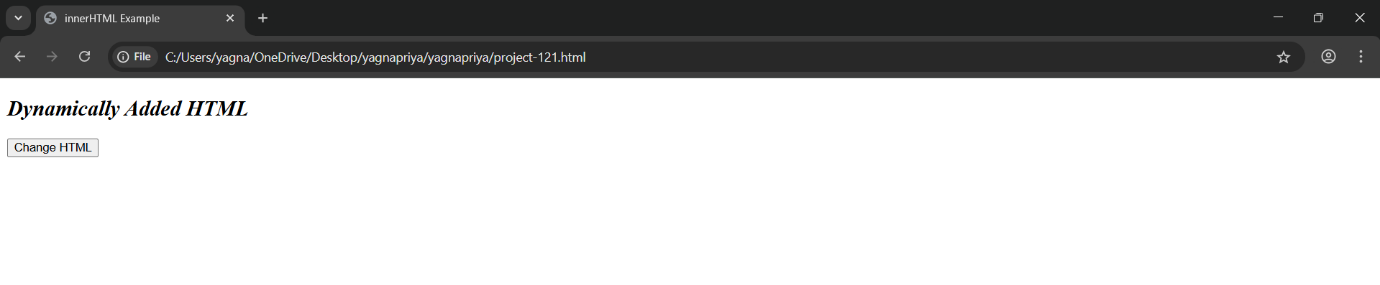 innerHTML Example
File C:/Users/yagna/OneDrive/Desktop/yagnapriya/yagnapriya/project-121.html
Dynamically Added HTML
Change HTML